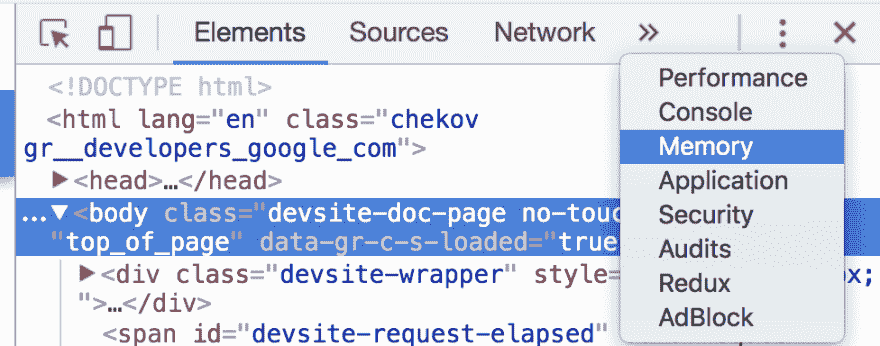 Elements Sources Network »
<!DOCTYPE html>
<html lang="en" class="chekov
gr__developers_google_com">
▶<head>…</head>
…▼<body class="devsite-doc-page no-touc
"top_of_page" data-gr-c-s-loaded="true
▶<div class="devsite-wrapper" style= ox;
">…</div>
<span id="devsite-request-elapsed"
Performance
Console
Memory
Application
Security
Audits
Redux
AdBlock